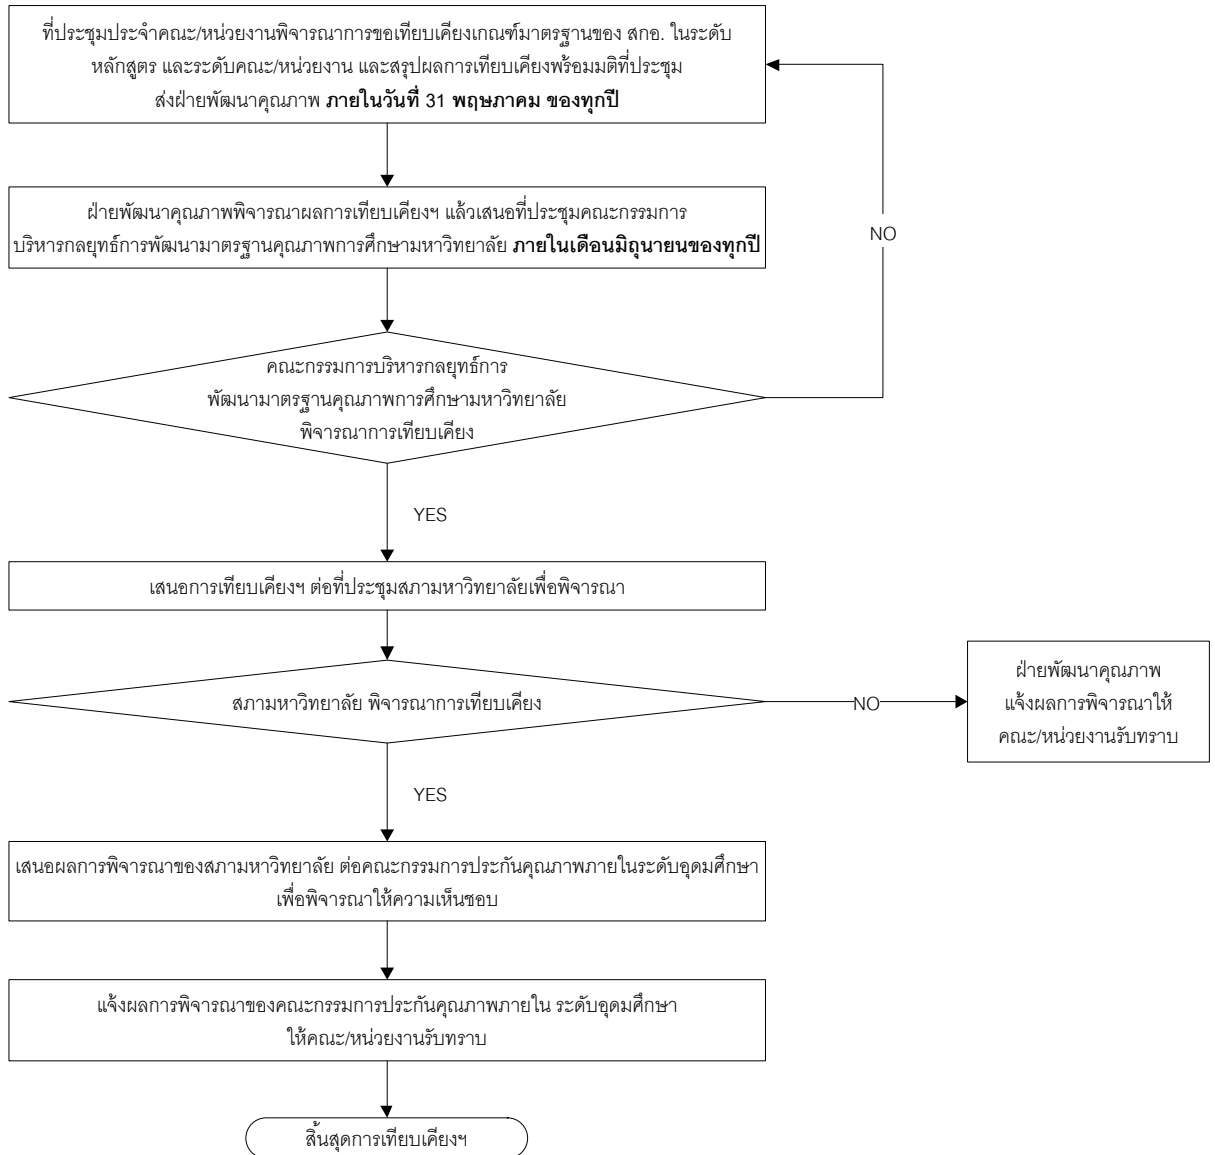 ที่ประชุมประจำคณะ/หน่วยงานพิจารณาการขอเทียบเคียงเกณฑ์มาตรฐานของ สกอ. ในระดับ
หลักสูตร และระดับคณะ/หน่วยงาน และสรุปผลการเทียบเคียงพร้อมมติที่ประชุม
ส่งฝ่ายพัฒนาคุณภาพ ภายในวันที่ 31 พฤษภาคม ของทุกปี
ฝ่ายพัฒนาคุณภาพพิจารณาผลการเทียบเคียงฯ แล้วเสนอที่ประชุมคณะกรรมการ
บริหารกลยุทธ์การพัฒนามาตรฐานคุณภาพการศึกษามหาวิทยาลัย ภายในเดือนมิถุนายนของทุกปี
NO
คณะกรรมการบริหารกลยุทธ์การ
พัฒนามาตรฐานคุณภาพการศึกษามหาวิทยาลัย
พิจารณาการเทียบเคียง
YES
เสนอการเทียบเคียงฯ ต่อที่ประชุมสภามหาวิทยาลัยเพื่อพิจารณา
สภามหาวิทยาลัย พิจารณาการเทียบเคียง
NO
ฝ่ายพัฒนาคุณภาพ
แจ้งผลการพิจารณาให้
คณะ/หน่วยงานรับทราบ
YES
เสนอผลการพิจารณาของสภามหาวิทยาลัย ต่อคณะกรรมการประกันคุณภาพภายในระดับอุดมศึกษา
เพื่อพิจารณาให้ความเห็นชอบ
แจ้งผลการพิจารณาของคณะกรรมการประกันคุณภาพภายใน ระดับอุดมศึกษา
ให้คณะ/หน่วยงานรับทราบ
สิ้นสุดการเทียบเคียงฯ